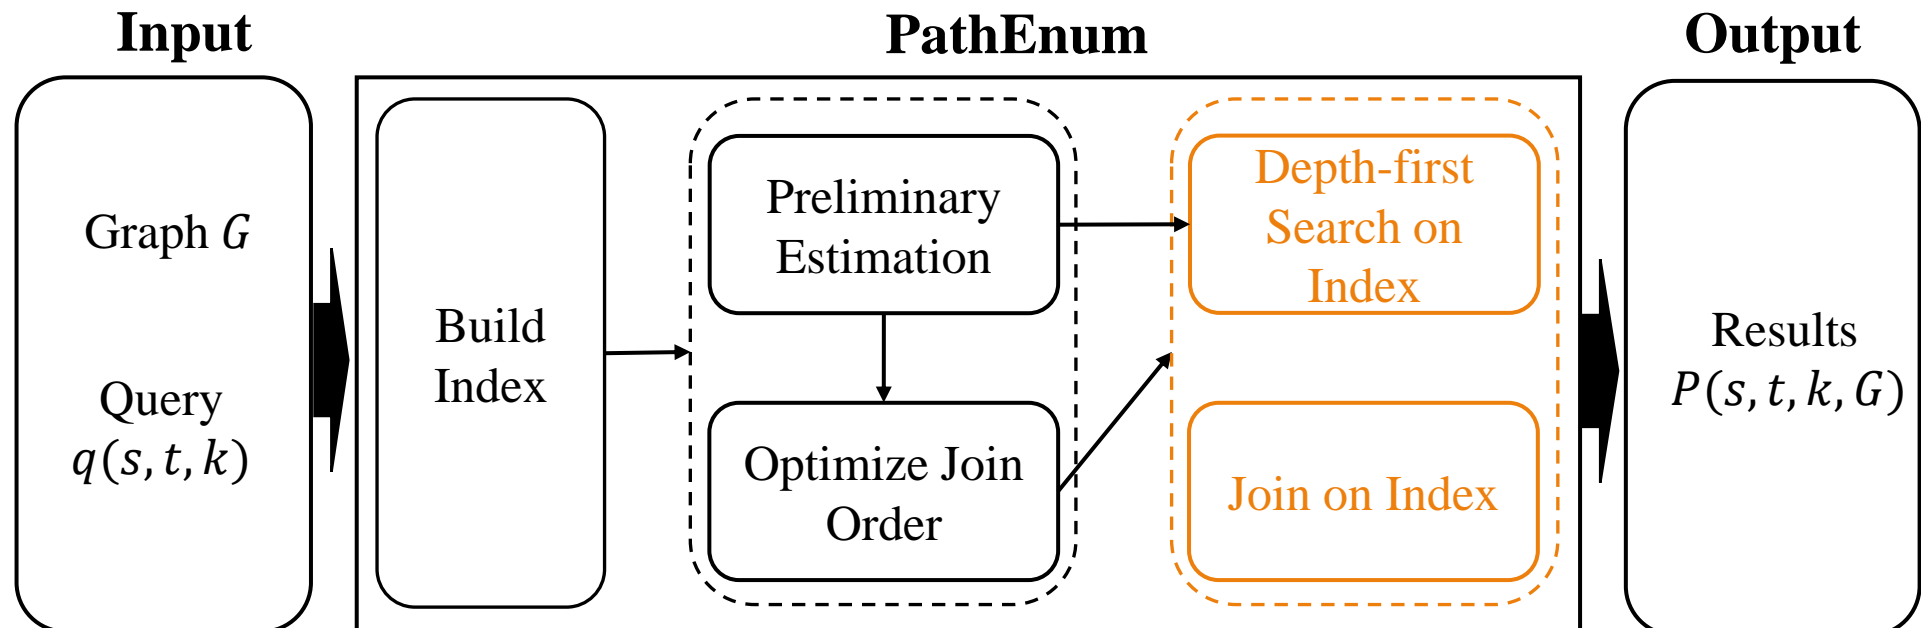 Input
PathEnum
Output
Graph G
Query
q(s, t, k)
Build
Index
Preliminary
Estimation
Optimize Join
Order
Depth-first
Search on
Index
Join on Index
Results
P(s, t, k, G)